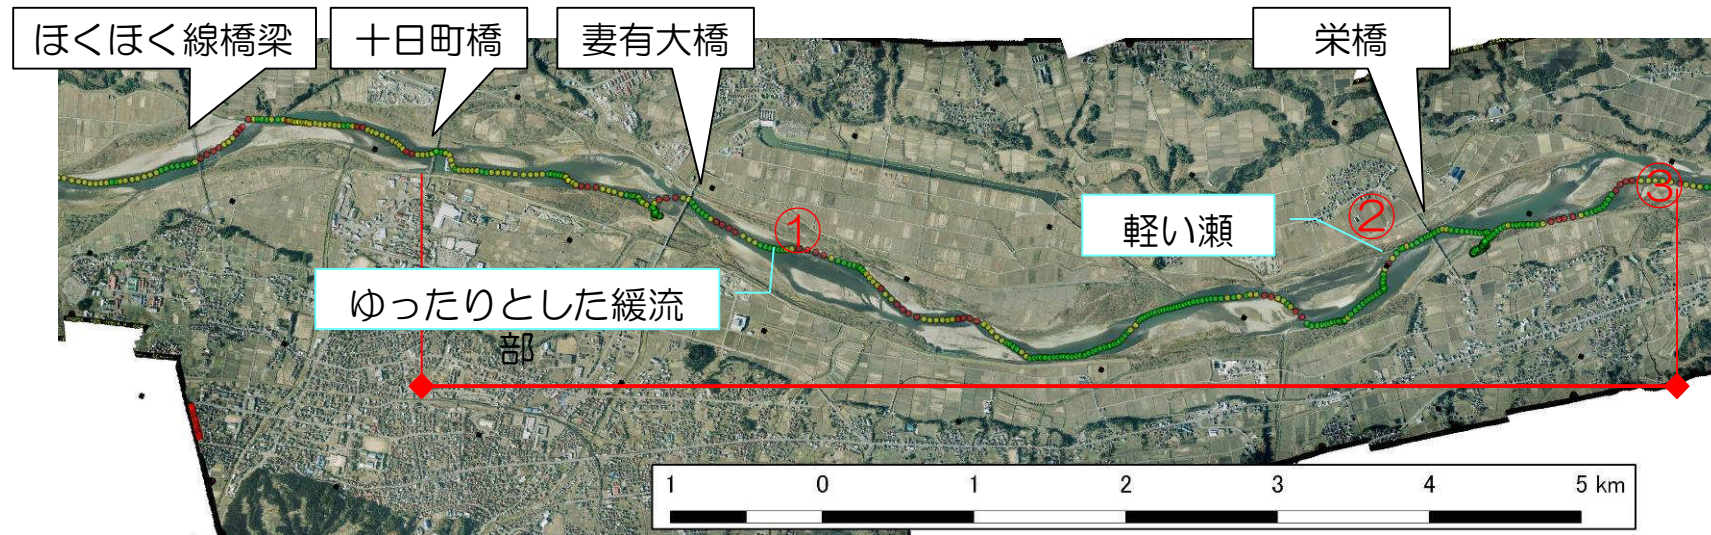 ほくほく線橋梁
十日町橋
妻有大橋
栄橋
①
②
③
軽い瀬
ゆったりとした緩流
部
1 0 1 2 3 4 5 km